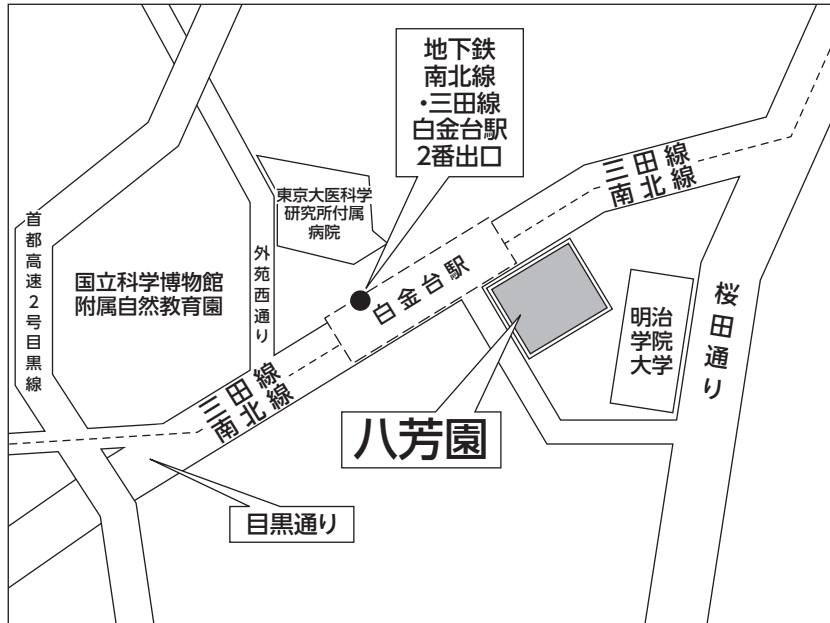 地下鉄
南北線
・三田線
白金台駅
2番出口
三田線
南北線
東京大医科学
研究所付属
病院
首都高速2号目黒線
外苑西通り
国立科学博物館
附属自然教育園
白金台駅
明治
学院
大学
桜田通り
三田線
南北線
八芳園
目黒通り